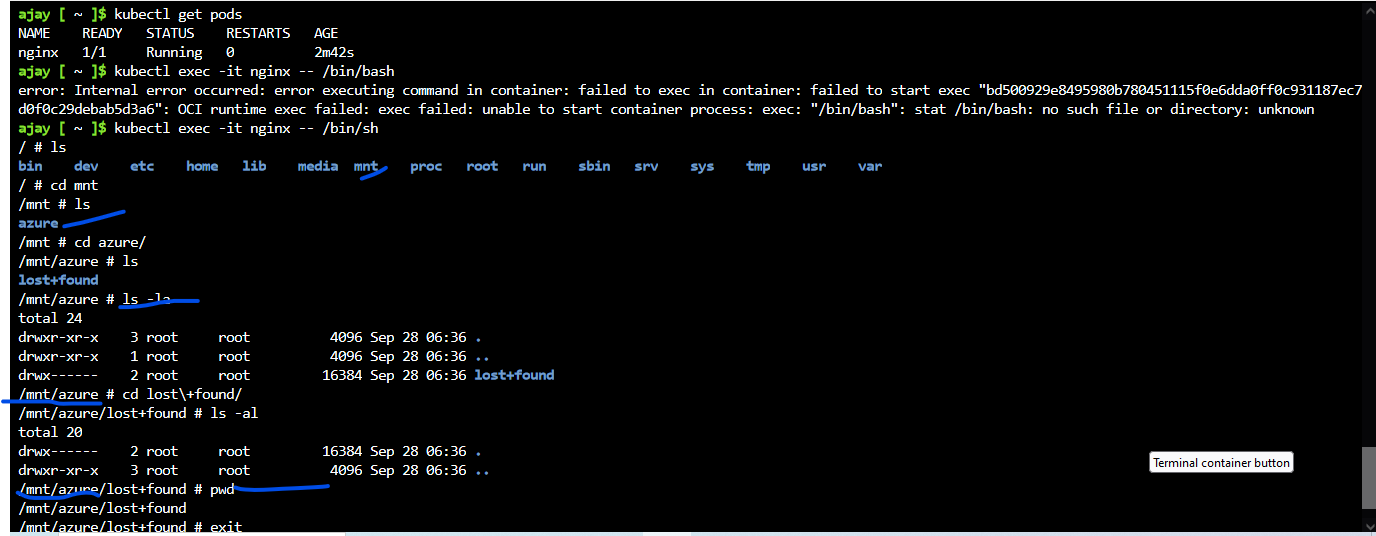 ajay [ ~ ]$ kubectl get pods
NAME    READY   STATUS    RESTARTS   AGE
nginx   1/1     Running   0          2m42s
ajay [ ~ ]$ kubectl exec -it nginx -- /bin/bash
error: Internal error occurred: error executing command in container: failed to exec in container: failed to start exec "bd500929e8495980b780451115f0e6dda0ff0c931187ec7
d0f0c29debab5d3a6": OCI runtime exec failed: exec failed: unable to start container process: exec: "/bin/bash": stat /bin/bash: no such file or directory: unknown
ajay [ ~ ]$ kubectl exec -it nginx -- /bin/sh
/ # ls
bin    dev    etc    home   lib    media  mnt    proc   root   run    sbin   srv    sys    tmp    usr    var
/ # cd mnt
/mnt # ls
azure
/mnt # cd azure/
/mnt/azure # ls
lost+found
/mnt/azure # ls -la
total 24
drwxr-xr-x    3 root     root          4096 Sep 28 06:36 .
drwxr-xr-x    1 root     root          4096 Sep 28 06:36 ..
drwx------    2 root     root         16384 Sep 28 06:36 lost+found
/mnt/azure # cd lost\+found/
/mnt/azure/lost+found # ls -al
total 20
drwx------    2 root     root         16384 Sep 28 06:36 .
drwxr-xr-x    3 root     root          4096 Sep 28 06:36 ..
Terminal container button
/mnt/azure/lost+found # pwd
/mnt/azure/lost+found
/mnt/azure/lost+found # exit